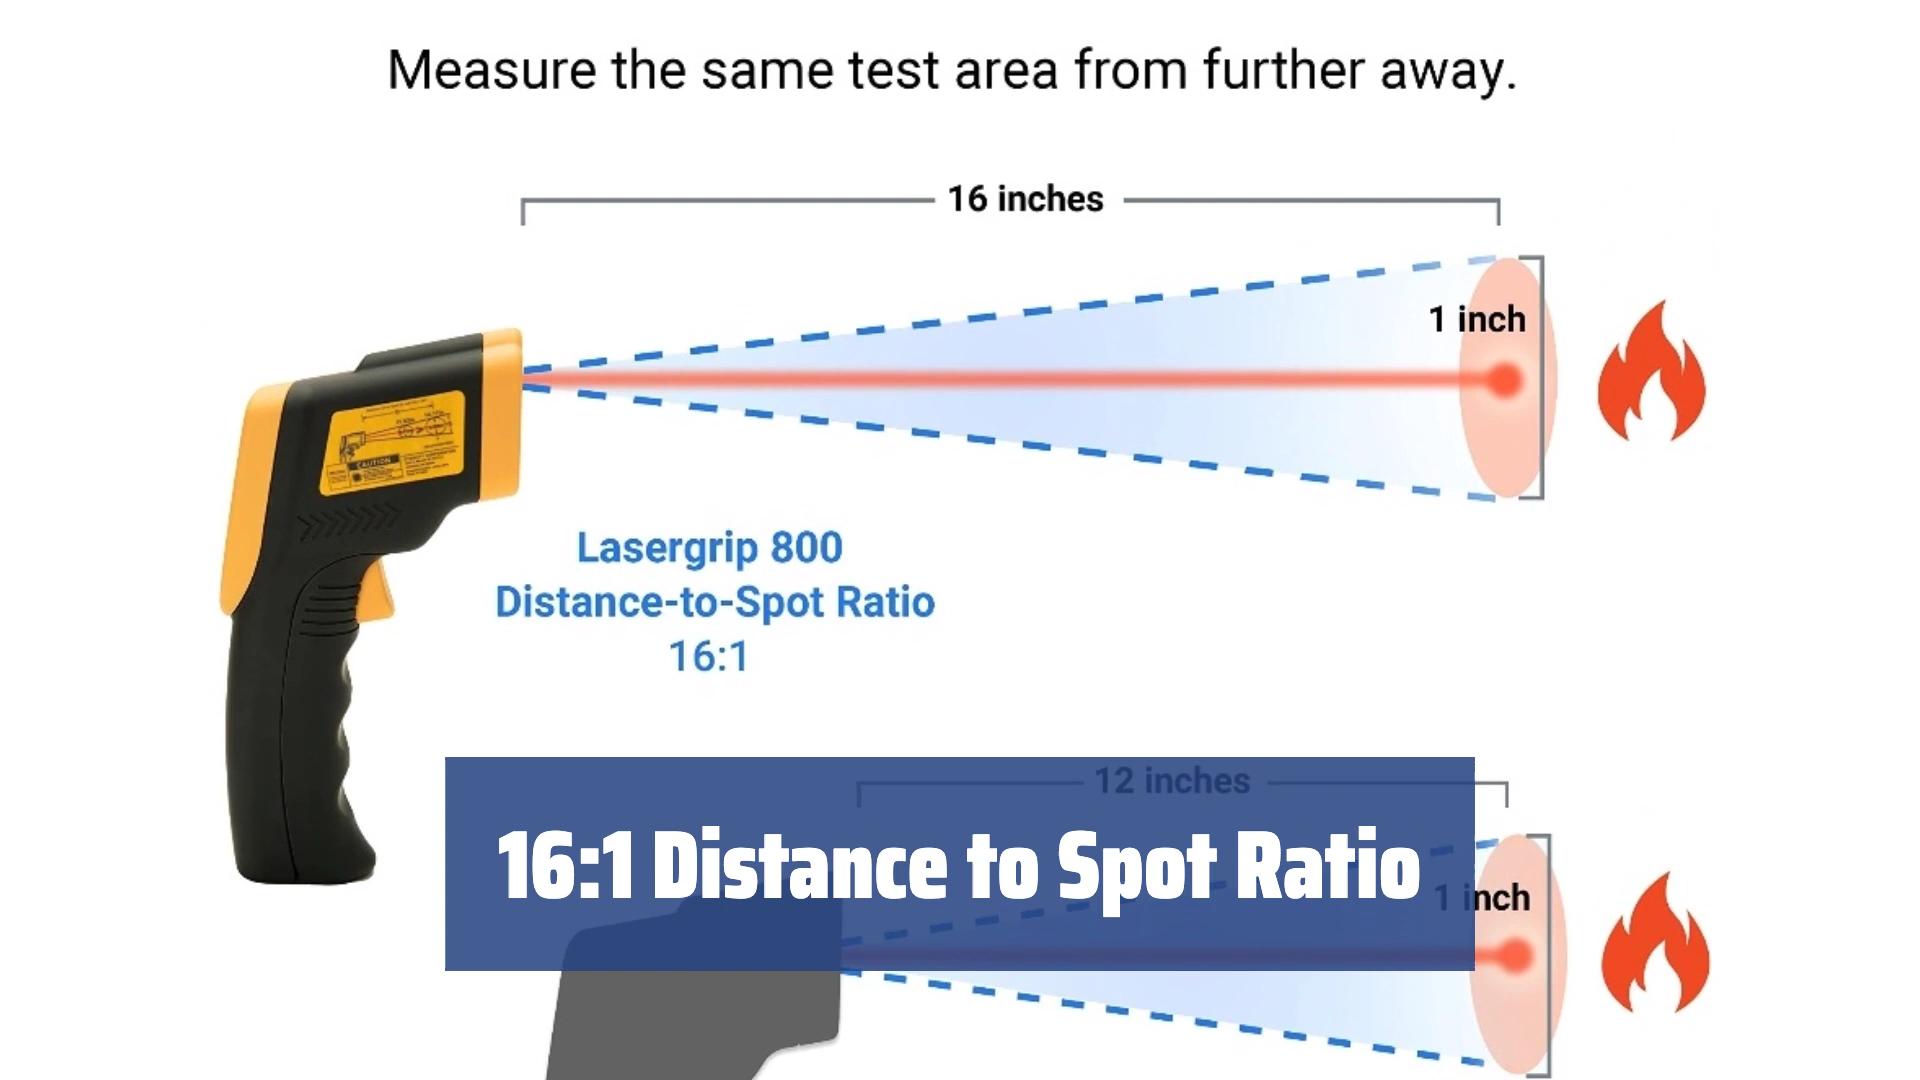 Measure the same test area from further away.
16 inches
1 inch
CAUTION
Lasergrip 800
Distance-to-Spot Ratio
16:1
12 inches
16:1 Distance to Spot Ratio
1 inch